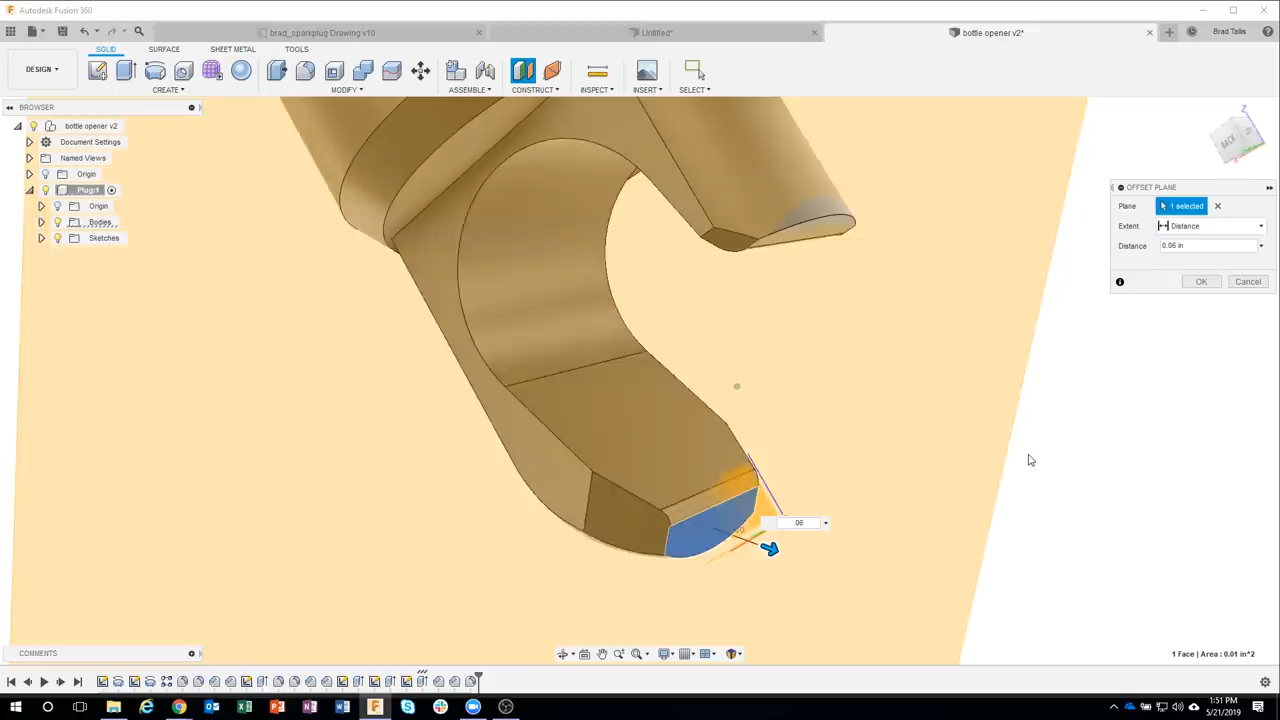 Autodesk Fusion 360
brad_sparkplug Drawing v10
Untitled*
bottle opener v2*
Brad Tallis
SOLID SURFACE SHEET METAL TOOLS
DESIGN
CREATE MODIFY ASSEMBLE CONSTRUCT INSPECT INSERT SELECT
BROWSER
bottle opener v2
Document Settings
Named Views
Origin
Plug:1
Origin
Bodies
Sketches
BACK
Z
OFFSET PLANE
Plane 1 selected
Extent Distance
Distance 0.06 in
OK Cancel
.06
COMMENTS
1 Face | Area : 0.01 in^2
1:51 PM
5/21/2019